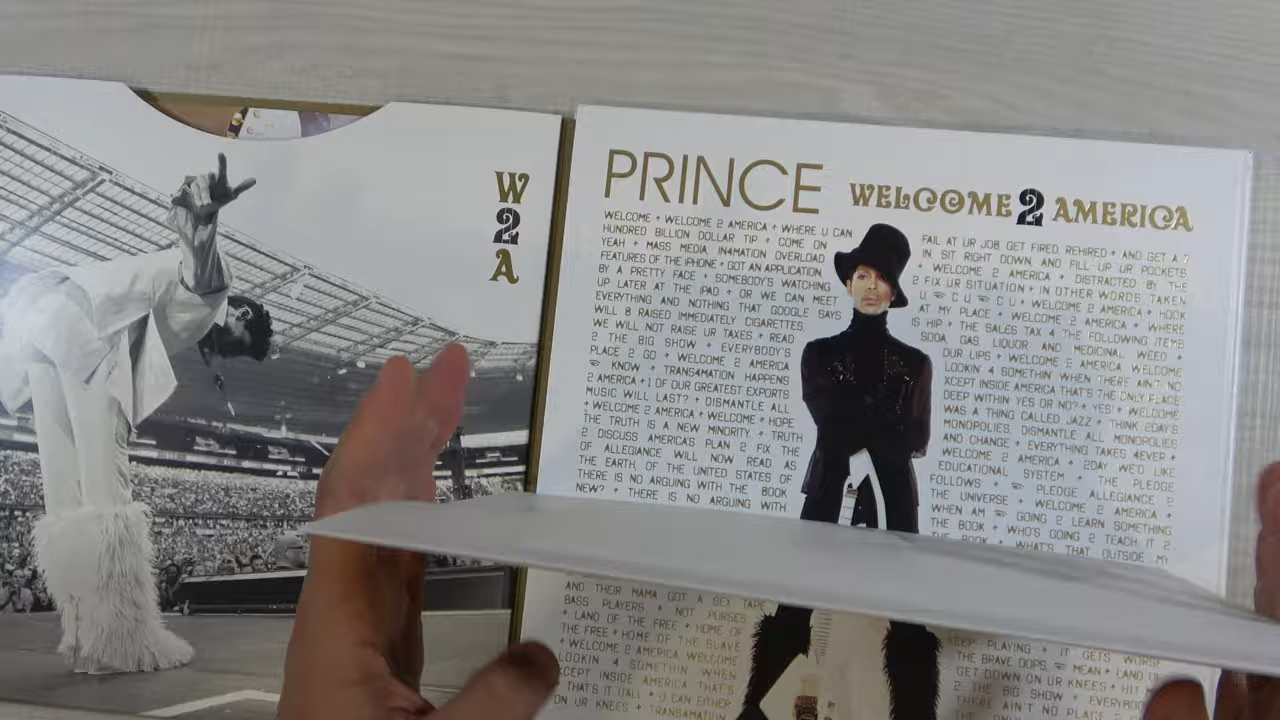 W
2
A
PRINCE WELCOME 2 AMERICA
WELCOME + WELCOME 2 AMERICA + WHERE U CAN
HUNDRED BILLION DOLLAR TIP + COME ON
YEAH + MASS MEDIA, IN4MATION OVERLOAD
FEATURES OF THE IPHONE + GOT AN APPLICATION,
BY A PRETTY FACE + SOMEBODY'S WATCHING
UP LATER AT THE IPAD + OR WE CAN MEET
EVERYTHING AND NOTHING THAT GOOGLE SAYS
WILL B RAISED IMMEDIATELY CIGARETTES
WE WILL NOT RAISE UR TAXES + READ
2 THE BIG SHOW + EVERYBODY'S
PLACE 2 GO + WELCOME 2 AMERICA
KNOW + TRANS4MATION HAPPENS
2 AMERICA + 1 OF OUR GREATEST EXPORTS
MUSIC WILL LAST? + DISMANTLE ALL
+ WELCOME 2 AMERICA + WELCOME + HOPE
THE TRUTH IS A NEW MINORITY + TRUTH
2 DISCUSS AMERICA'S PLAN 2 FIX THE
OF ALLEGIANCE WILL NOW READ AS
THE EARTH, OF THE UNITED STATES OF
THERE IS NO ARGUING WITH THE BOOK
NEW? + THERE IS NO ARGUING WITH
AND THEIR MAMA GOT A SEX TAPE
BASS PLAYERS + NOT PURSES
+ LAND OF THE FREE + HOME OF
THE FREE + HOME OF THE SLAVE
+ WELCOME 2 AMERICA WELCOME
LOOKIN' 4 SOMETHIN' WHEN
XCEPT INSIDE AMERICA THAT'S
THAT'S IT U'ALL + U CAN EITHER
ON UR KNEES + TRANS4MATION
FAIL AT UR JOB, GET FIRED, REHIRED + AND GET A 7
IN, SIT RIGHT DOWN, AND FILL UP UR POCKETS
+ WELCOME 2 AMERICA + DISTRACTED BY THE
2 FIX UR SITUATION + IN OTHER WORDS, TAKEN
U C U C U + WELCOME 2 AMERICA + HOOK
AT MY PLACE + WELCOME 2 AMERICA + WHERE
IS HIP + THE SALES TAX 4 THE FOLLOWING ITEMS
SODA, GAS, LIQUOR AND MEDICINAL WEED +
OUR LIPS + WELCOME 2 AMERICA WELCOME
LOOKIN' 4 SOMETHIN' WHEN THERE AIN'T NO
XCEPT INSIDE AMERICA THAT'S THE ONLY PLACE
DEEP WITHIN YES OR NO? + YES! + WELCOME
WAS A THING CALLED JAZZ + THINK 2DAY'S
MONOPOLIES, DISMANTLE ALL MONOPOLIES
AND CHANGE + EVERYTHING TAKES 4EVER +
WELCOME 2 AMERICA + 2DAY WE'D LIKE
EDUCATIONAL SYSTEM + THE PLEDGE
FOLLOWS + PLEDGE ALLEGIANCE 2
THE UNIVERSE + WELCOME 2 AMERICA +
WHEN AM GOING 2 LEARN SOMETHING
THE BOOK + WHO'S GOING 2 TEACH IT 2
THE BOOK + WHAT'S THAT OUTSIDE MY
KEEP PLAYING + IT GETS WORSE
THE BRAVE OOPS, MEAN + LAND
GET DOWN ON UR KNEES + HIT
2 THE BIG SHOW + EVERYBODY
THERE AIN'T NO PLACE 2